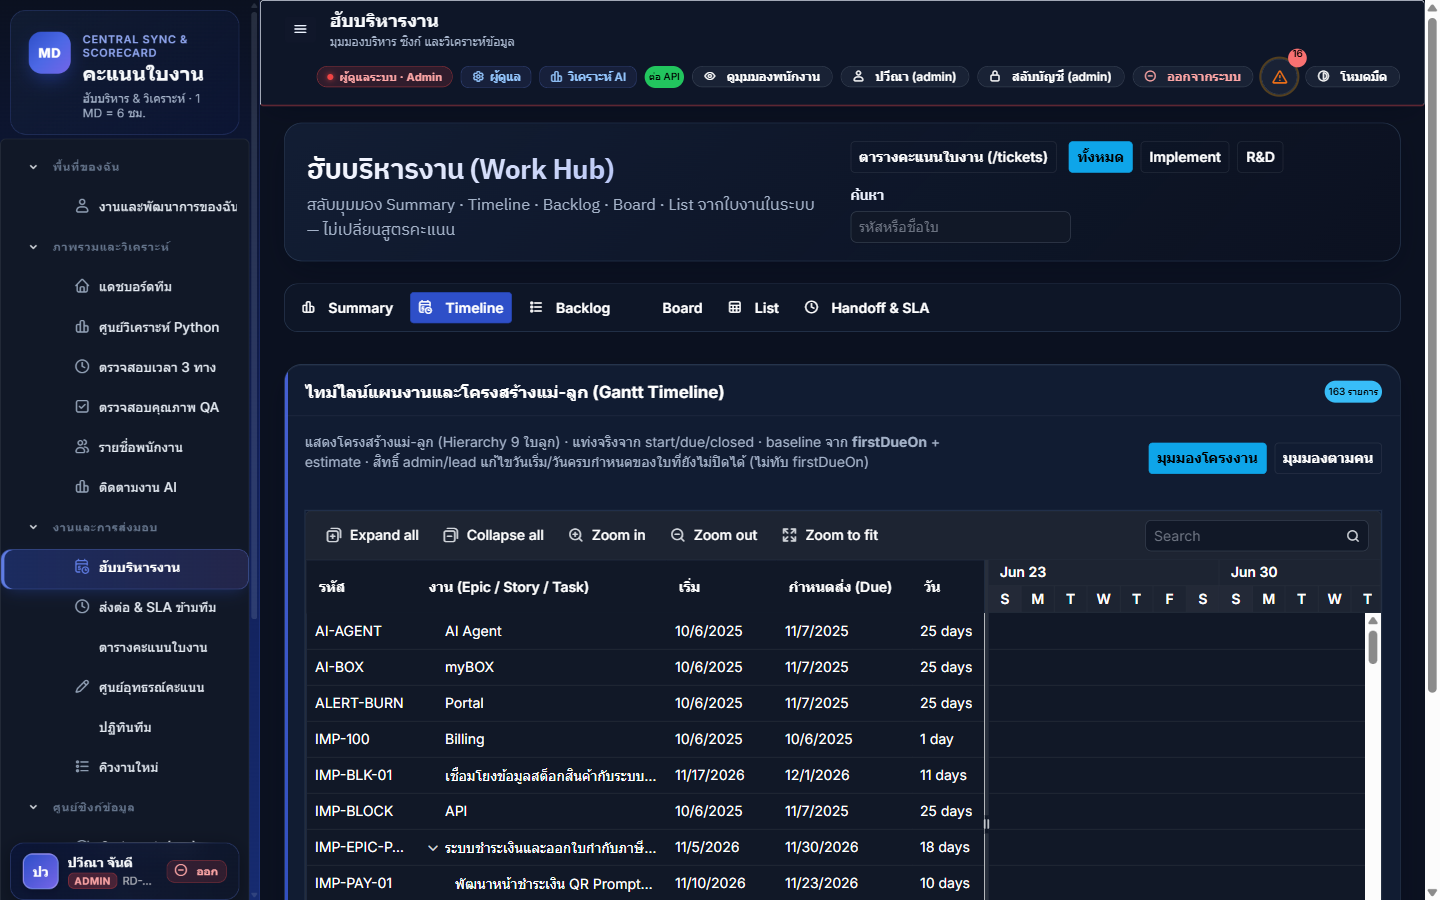 MD
CENTRAL SYNC &
SCORECARD
คะแนนใบงาน
ฮับบริหาร & วิเคราะห์ · 1
MD = 6 ชม.
พื้นที่ของฉัน
งานและพัฒนาการของฉัน
ภาพรวมและวิเคราะห์
แดชบอร์ดทีม
ศูนย์วิเคราะห์ Python
ตรวจสอบเวลา 3 ทาง
ตรวจสอบคุณภาพ QA
รายชื่อพนักงาน
ติดตามงาน AI
งานและการส่งมอบ
ฮับบริหารงาน
ส่งต่อ & SLA ข้ามทีม
ตารางคะแนนใบงาน
ศูนย์อุทธรณ์คะแนน
ปฏิทินทีม
คิวงานใหม่
ศูนย์ซิงก์ข้อมูล
ปว
ปวีณา จันดี
ADMIN RD-...
ออก
ฮับบริหารงาน
มุมมองบริหาร ซิงก์ และวิเคราะห์ข้อมูล
ผู้ดูแลระบบ · Admin
ผู้ดูแล
วิเคราะห์ AI
ต่อ API
ดูมุมมองพนักงาน
ปวีณา (admin)
สลับบัญชี (admin)
ออกจากระบบ
16
โหมดมืด
ฮับบริหารงาน (Work Hub)
สลับมุมมอง Summary · Timeline · Backlog · Board · List จากใบงานในระบบ
— ไม่เปลี่ยนสูตรคะแนน
ตารางคะแนนใบงาน (/tickets)
ทั้งหมด
Implement
R&D
ค้นหา
รหัสหรือชื่อใบ
Summary
Timeline
Backlog
Board
List
Handoff & SLA
ไทม์ไลน์แผนงานและโครงสร้างแม่-ลูก (Gantt Timeline)
163 รายการ
แสดงโครงสร้างแม่-ลูก (Hierarchy 9 ใบลูก) · แท่งจริงจาก start/due/closed · baseline จาก firstDueOn +
estimate · สิทธิ์ admin/lead แก้ไขวันเริ่ม/วันครบกำหนดของใบที่ยังไม่ปิดได้ (ไม่ทับ firstDueOn)
มุมมองโครงงาน
มุมมองตามคน
Expand all
Collapse all
Zoom in
Zoom out
Zoom to fit
Search
รหัส งาน (Epic / Story / Task) เริ่ม กำหนดส่ง (Due) วัน
Jun 23 Jun 30
S M T W T F S S M T W T
AI-AGENT AI Agent 10/6/2025 11/7/2025 25 days
AI-BOX myBOX 10/6/2025 11/7/2025 25 days
ALERT-BURN Portal 10/6/2025 11/7/2025 25 days
IMP-100 Billing 10/6/2025 10/6/2025 1 day
IMP-BLK-01 เชื่อมโยงข้อมูลสต็อกสินค้ากับระบบ... 11/17/2026 12/1/2026 11 days
IMP-BLOCK API 10/6/2025 11/7/2025 25 days
IMP-EPIC-P... ระบบชำระเงินและออกใบกำกับภาษี... 11/5/2026 11/30/2026 18 days
IMP-PAY-01 พัฒนาหน้าชำระเงิน QR Prompt... 11/10/2026 11/23/2026 10 days